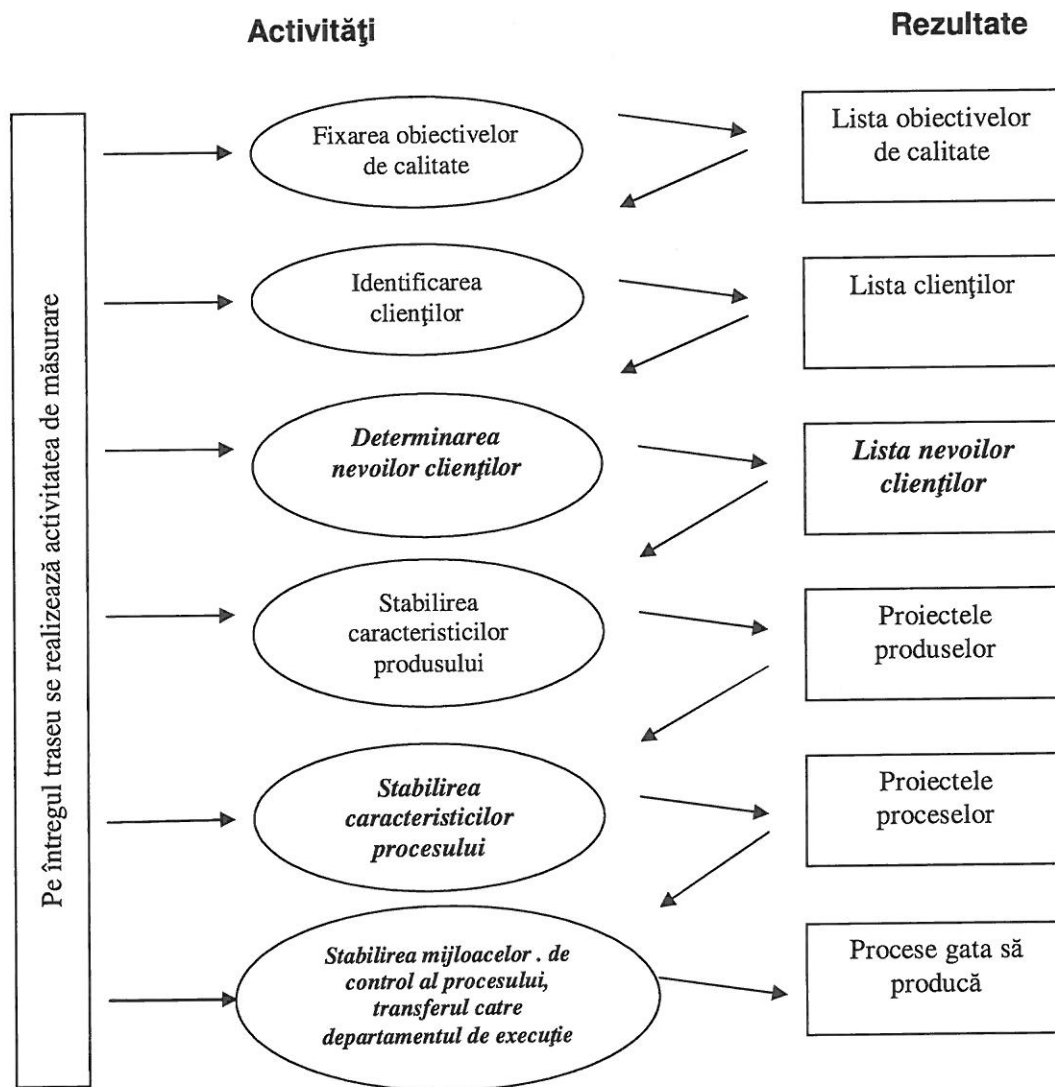 Activităţi
Rezultate
Pe întregul traseu se realizează activitatea de măsurare
Fixarea obiectivelor
de calitate
Lista obiectivelor
de calitate
Identificarea
clienţilor
Lista clienţilor
Determinarea
nevoilor clienţilor
Lista nevoilor
clienţilor
Stabilirea
caracteristicilor
produsului
Proiectele
produselor
Stabilirea
caracteristicilor
procesului
Proiectele
proceselor
Stabilirea mijloacelor . de
control al procesului,
transferul catre
departamentul de execuţie
Procese gata să
producă